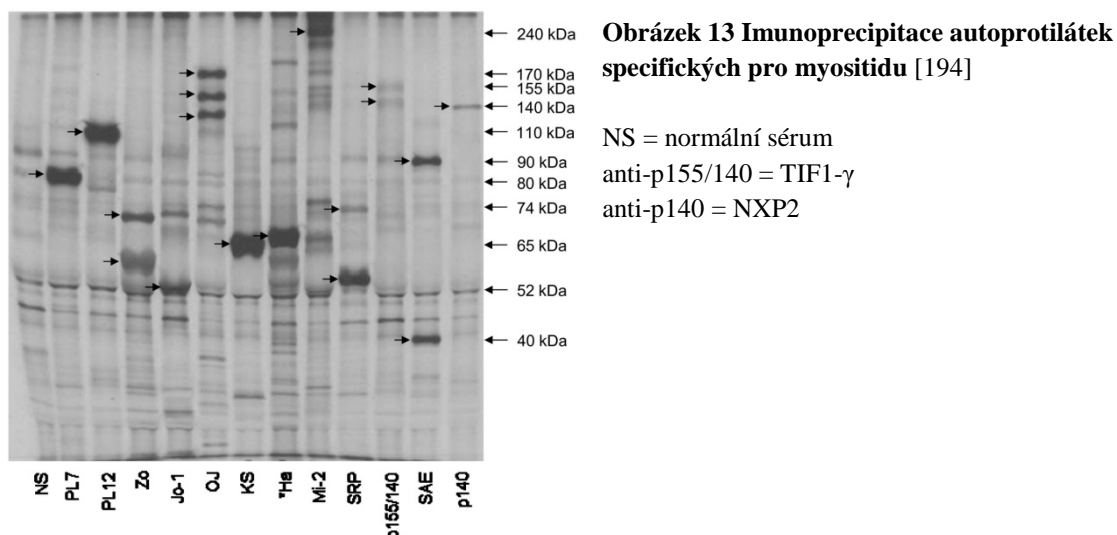 240 kDa
170 kDa
155 kDa
140 kDa
110 kDa
90 kDa
80 kDa
74 kDa
65 kDa
52 kDa
40 kDa
NS
PL7
PL12
Zo
Jo-1
OJ
KS
*Ha
Mi-2
SRP
p155/140
SAE
p140
Obrázek 13 Imunoprecipitace autoprotilátek
specifických pro myositidu [194]
NS = normální sérum
anti-p155/140 = TIF1-γ
anti-p140 = NXP2